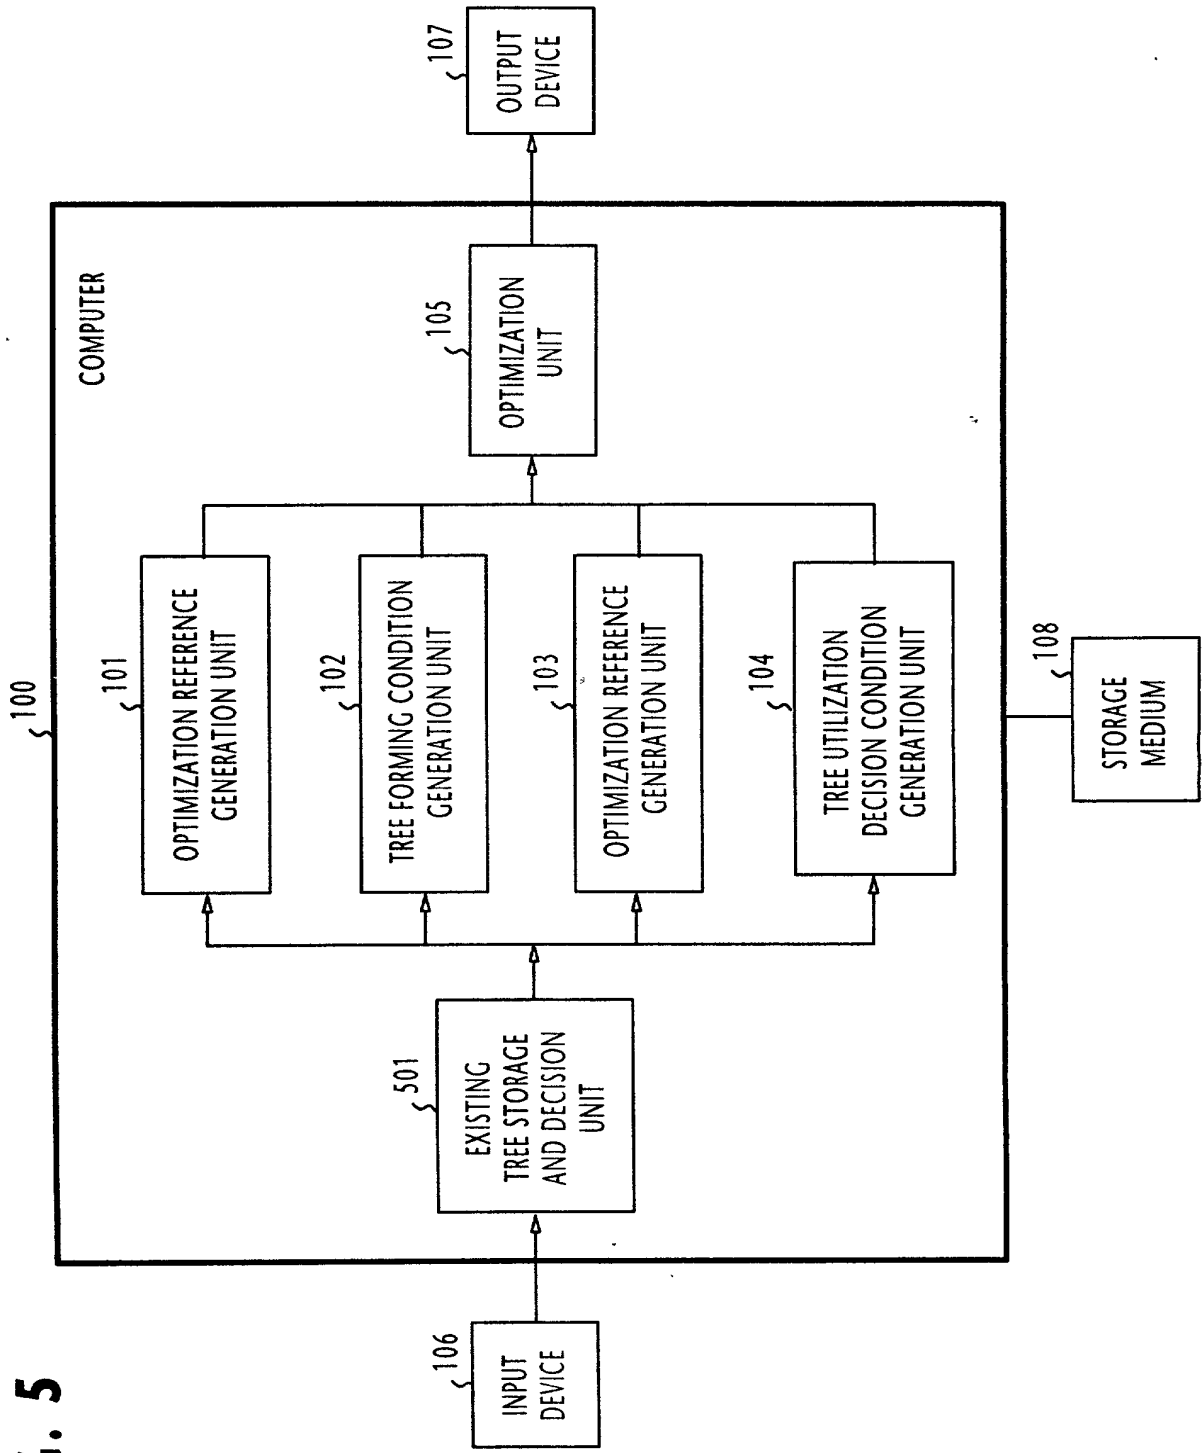 5
100
COMPUTER
106
INPUT
DEVICE
501
EXISTING
TREE STORAGE
AND DECISION
UNIT
101
OPTIMIZATION REFERENCE
GENERATION UNIT
102
TREE FORMING CONDITION
GENERATION UNIT
103
OPTIMIZATION REFERENCE
GENERATION UNIT
104
TREE UTILIZATION
DECISION CONDITION
GENERATION UNIT
105
OPTIMIZATION
UNIT
107
OUTPUT
DEVICE
108
STORAGE
MEDIUM